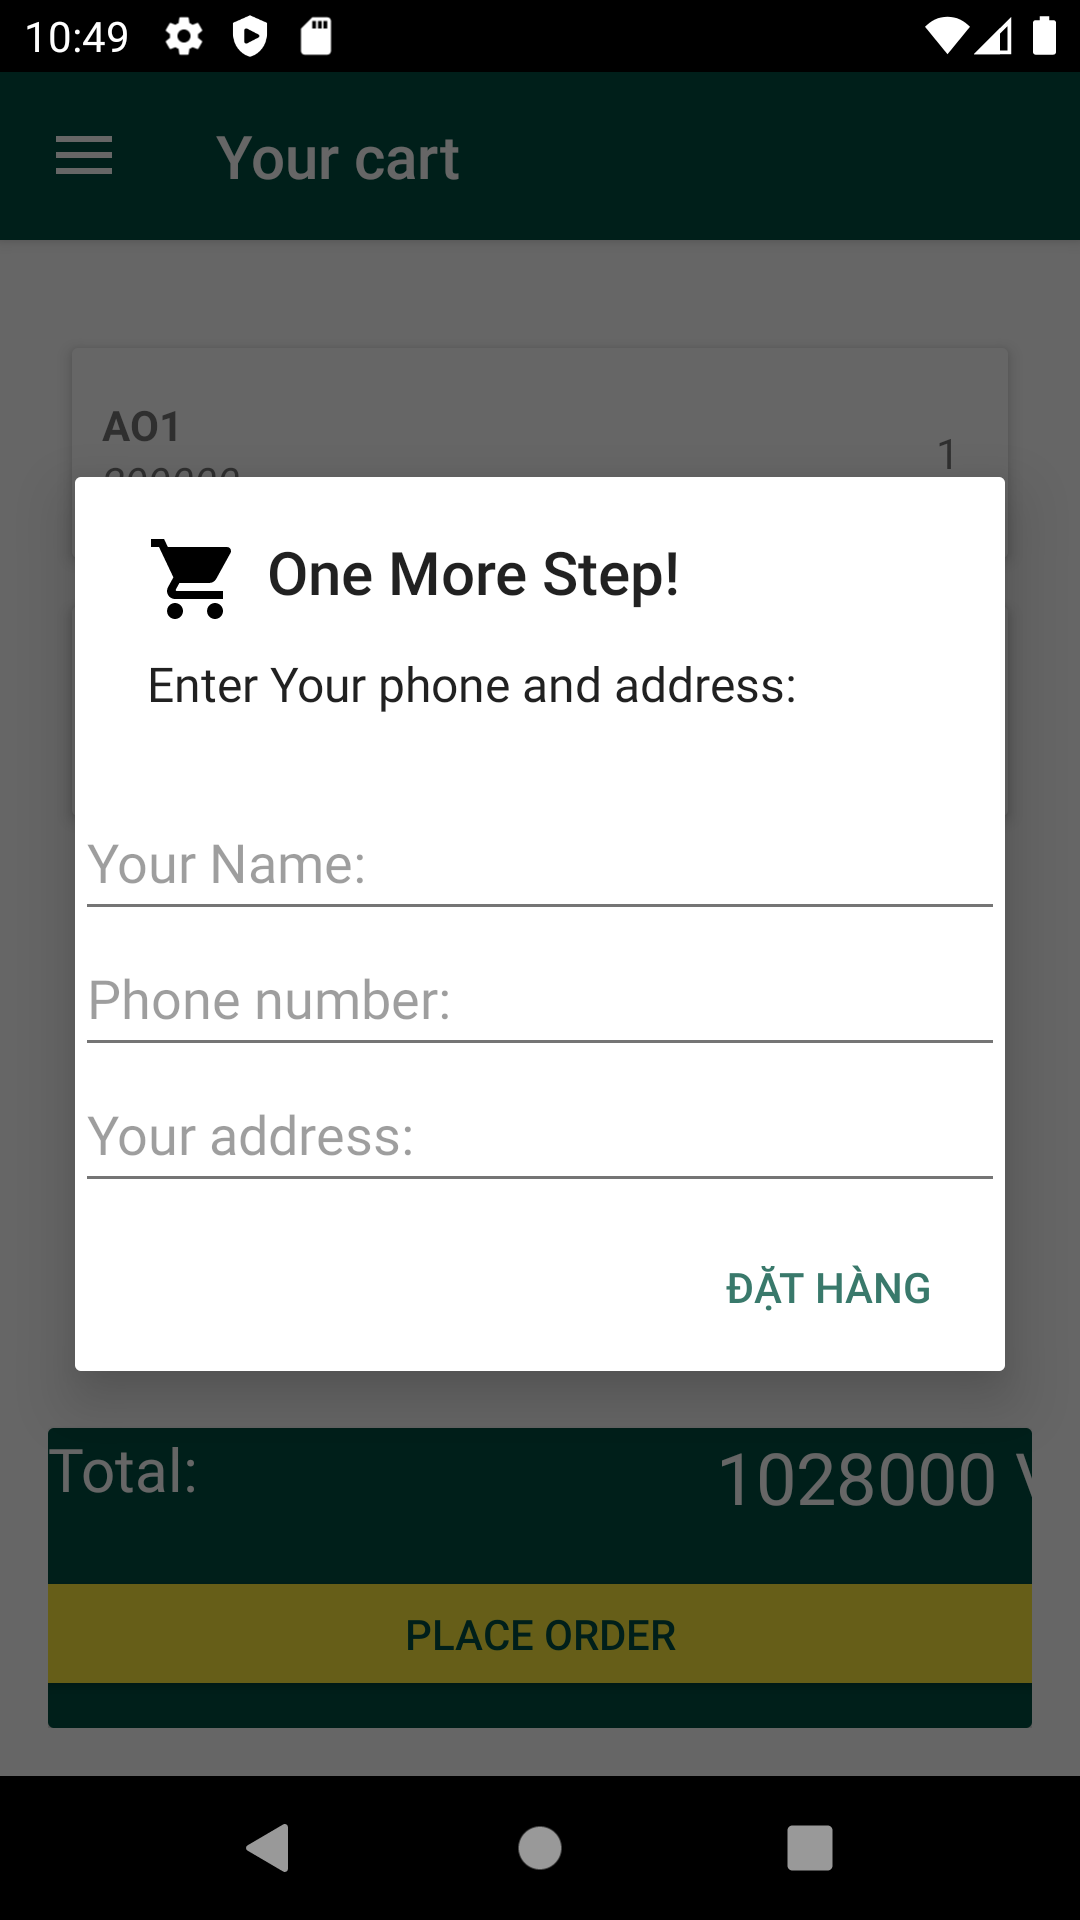 10:49
Your cart
AO1
1
One More Step!
Enter Your phone and address:
Your Name:
Phone number:
Your address:
ĐẶT HÀNG
Total:
1028000
PLACE ORDER